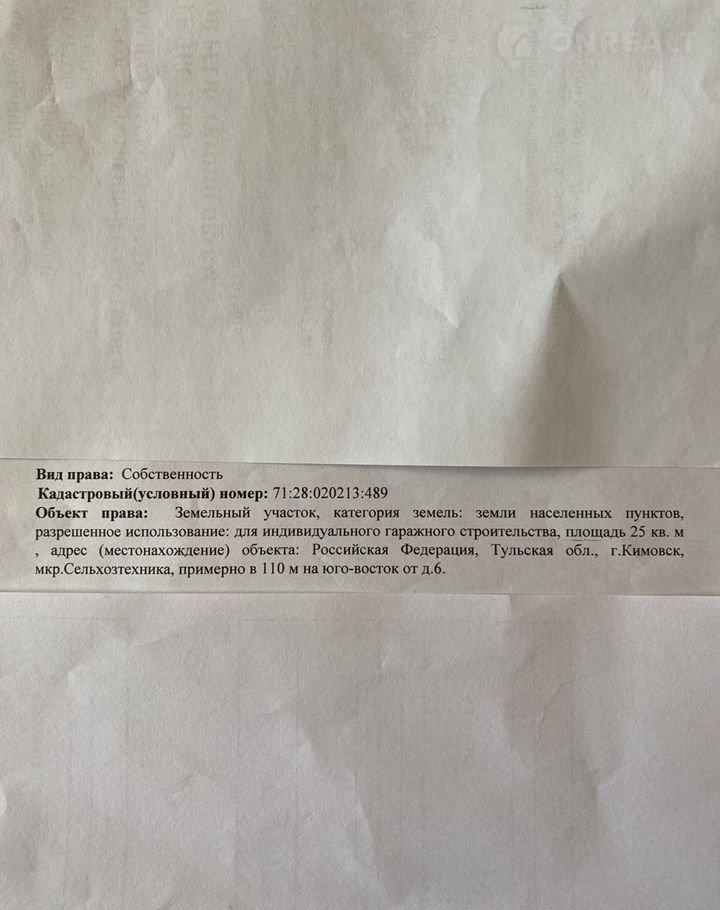 ONREALT
Вид права: Собственность
Кадастровый(условный) номер: 71:28:020213:489
Объект права: Земельный участок, категория земель: земли населенных пунктов,
разрешенное использование: для индивидуального гаражного строительства, площадь 25 кв. м
, адрес (местонахождение) объекта: Российская Федерация, Тульская обл., г.Кимовск,
мкр.Сельхозтехника, примерно в 110 м на юго-восток от д.6.